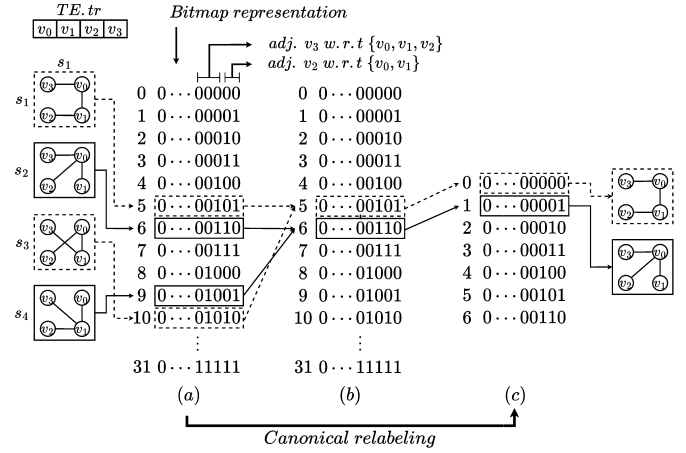 TE.tr
v0 v1 v2 v3
Bitmap representation
adj. v3 w.r.t {v0, v1, v2}
adj. v2 w.r.t {v0, v1}
s1
s1
v3 v0
v2 v1
s2
v3 v0
v2 v1
s3
v3 v0
v2 v1
s4
v3 v0
v2 v1
0 0···00000
1 0···00001
2 0···00010
3 0···00011
4 0···00100
5 0···00101
6 0···00110
7 0···00111
8 0···01000
9 0···01001
10 0···01010
⋮
31 0···11111
(a)
0 0···00000
1 0···00001
2 0···00010
3 0···00011
4 0···00100
5 0···00101
6 0···00110
7 0···00111
8 0···01000
9 0···01001
10 0···01010
⋮
31 0···11111
(b)
0 0···00000
1 0···00001
2 0···00010
3 0···00011
4 0···00100
5 0···00101
6 0···00110
(c)
v3 v0
v2 v1
v3 v0
v2 v1
Canonical relabeling